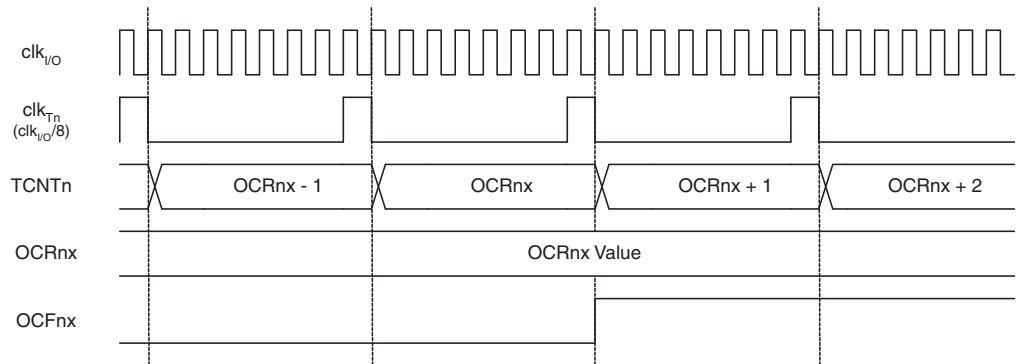 clkI/O
clkTn
(clkI/O/8)
TCNTn
OCRnx - 1
OCRnx
OCRnx + 1
OCRnx + 2
OCRnx
OCRnx Value
OCFnx